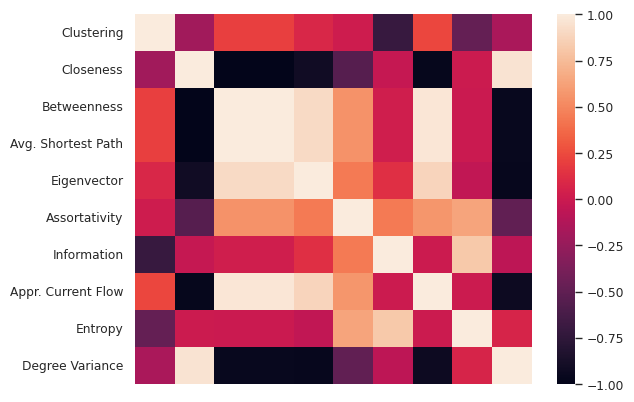 Clustering
Closeness
Betweenness
Avg. Shortest Path
Eigenvector
Assortativity
Information
Appr. Current Flow
Entropy
Degree Variance
1.00
0.75
0.50
0.25
0.00
−0.25
−0.50
−0.75
−1.00